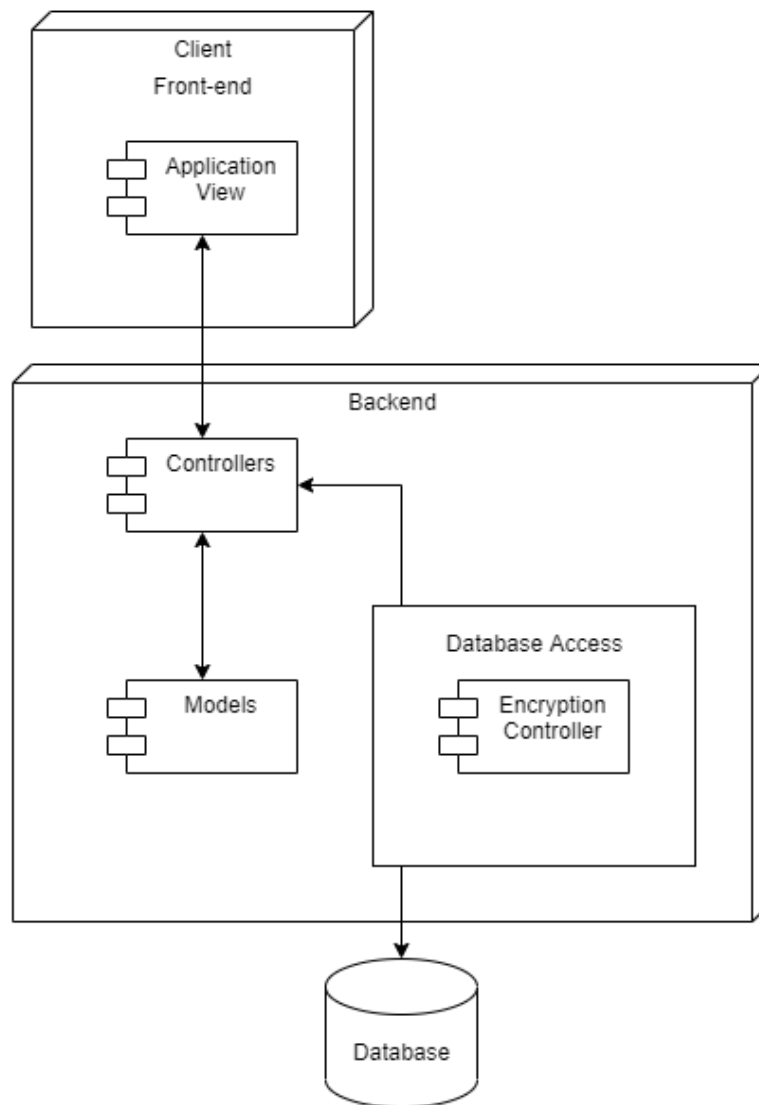 Client
Front-end
Application
View
Backend
Controllers
Database Access
Models
Encryption
Controller
Database